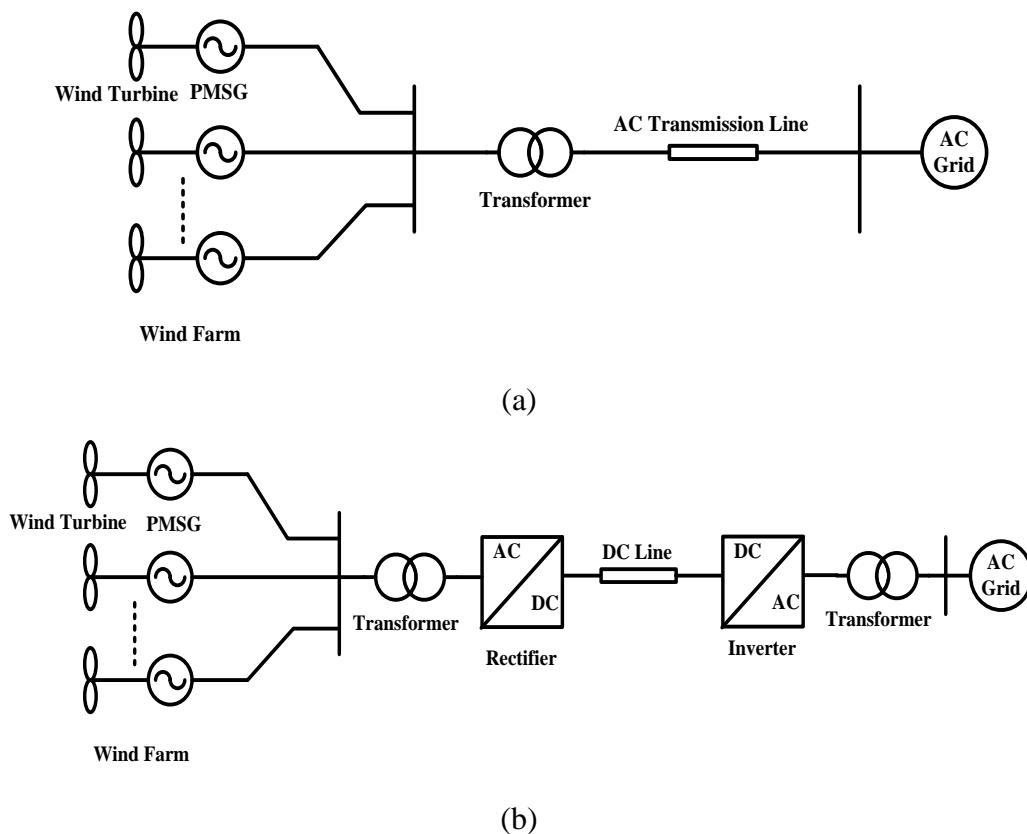 Wind Turbine PMSG
AC Transmission Line
AC
Grid
Transformer
Wind Farm
(a)
Wind Turbine PMSG
AC
DC
DC Line
DC
AC
AC
Grid
Transformer
Transformer
Rectifier
Inverter
Wind Farm
(b)